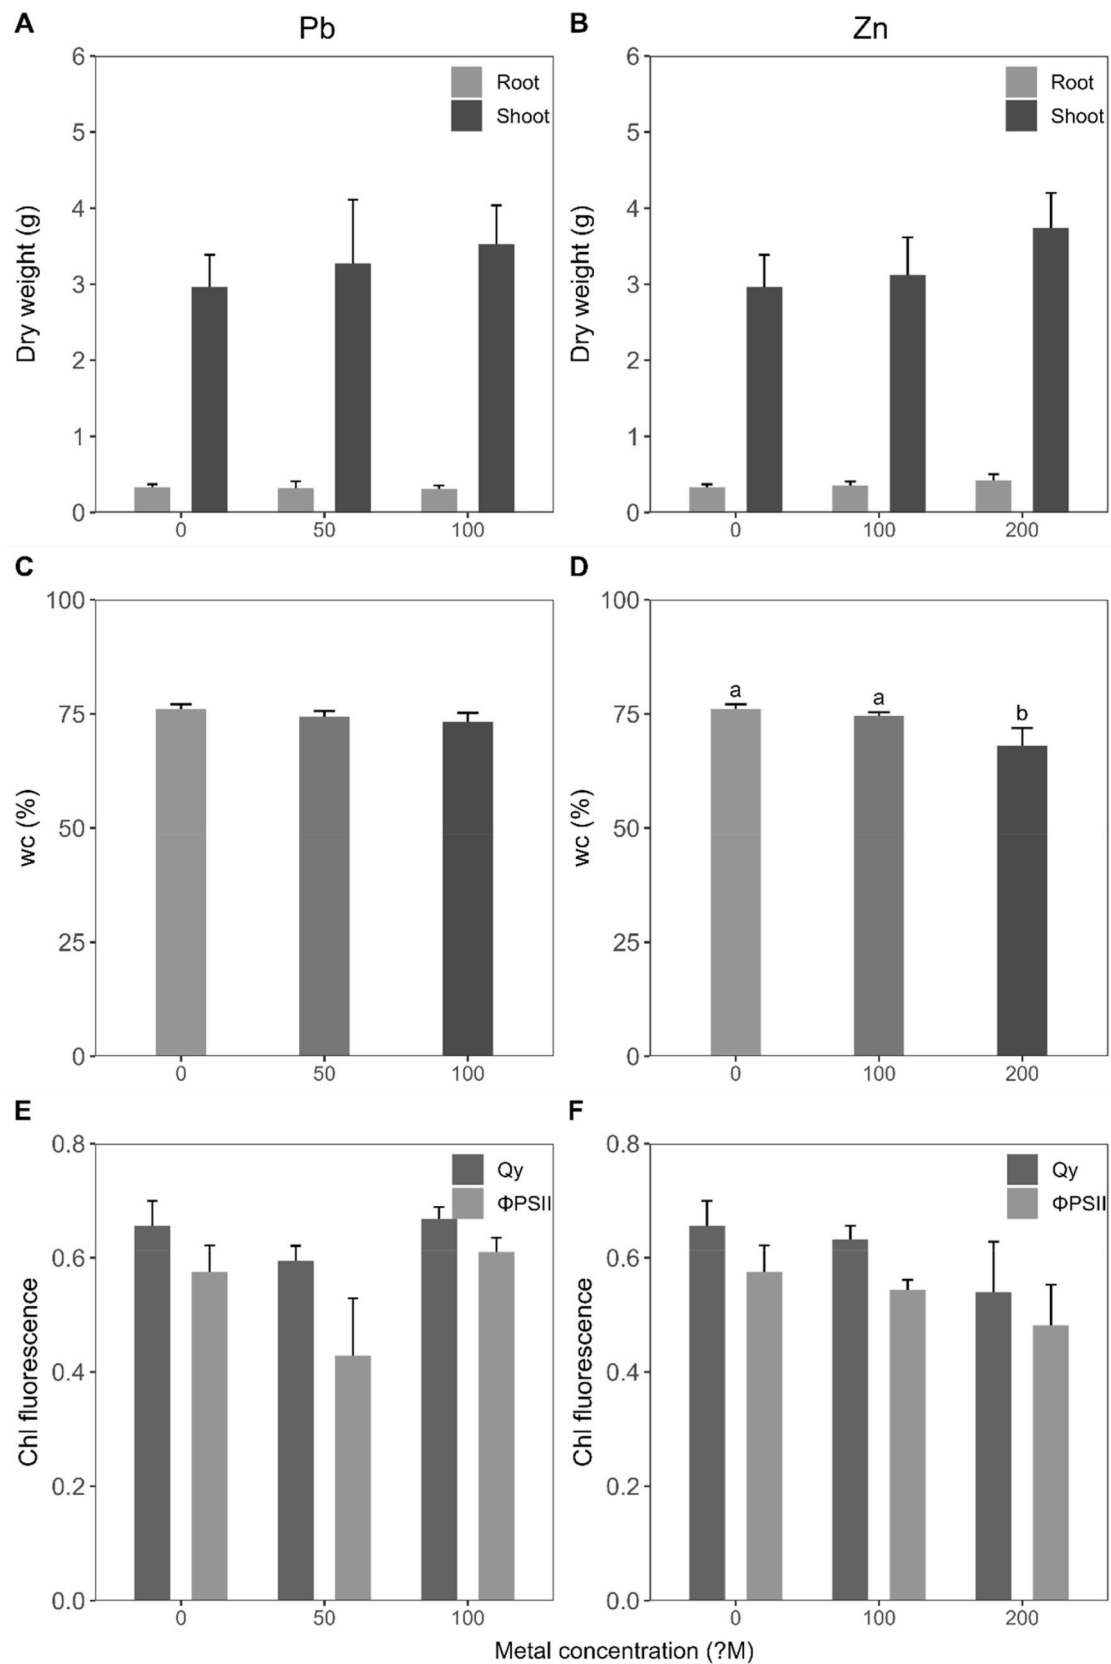 A
Pb
B
Zn
6
5
4
3
2
1
0
Dry weight (g)
Root
Shoot
0
50
100
6
5
4
3
2
1
0
Dry weight (g)
Root
Shoot
0
100
200
C
D
100
75
50
25
0
wc (%)
0
50
100
100
75
50
25
0
wc (%)
a
a
b
0
100
200
E
F
0.8
0.6
0.4
0.2
0.0
Chl fluorescence
Qy
ΦPSII
0
50
100
0.8
0.6
0.4
0.2
0.0
Chl fluorescence
Qy
ΦPSII
0
100
200
Metal concentration (?M)